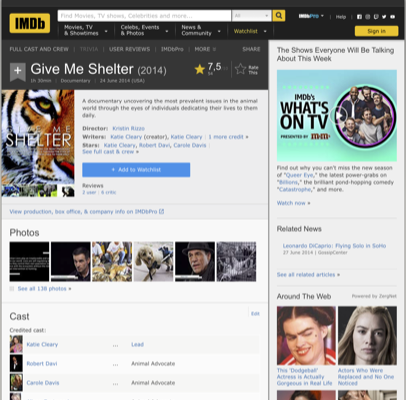 IMDb
Find Movies, TV shows, Celebrities and more...
All
IMDbPro
Help
Movies, TV & Showtimes
Celebs, Events & Photos
News & Community
Watchlist
Sign in
FULL CAST AND CREW | TRIVIA | USER REVIEWS | IMDbPro | MORE
SHARE
Give Me Shelter (2014)
7,5
Rate This
1h 30min | Documentary | 24 June 2014 (USA)
ME
SHELTER
A documentary uncovering the most prevalent issues in the animal world through the eyes of individuals dedicating their lives to them daily.
Director: Kristin Rizzo
Writers: Katie Cleary (creator), Katie Cleary | 1 more credit »
Stars: Katie Cleary, Robert Davi, Carole Davis |
See full cast & crew »
+ Add to Watchlist
Reviews
2 user | 6 critic
View production, box office, & company info on IMDbPro
Photos
See all 138 photos »
Cast
Edit
Credited cast:
Katie Cleary ... Lead
Robert Davi ... Animal Advocate
Carole Davis ... Animal Advocate
The Shows Everyone Will Be Talking
About This Week
IMDb's
WHAT'S
ON TV
PRESENTED BY m&m's
Find out why you can't miss the new season
of "Queer Eye," the latest power-grabs on
"Billions," the brilliant pond-hopping comedy
"Catastrophe," and more.
Watch now »
Related News
Leonardo DiCaprio: Flying Solo in SoHo
27 June 2014 | GossipCenter
See all related articles »
Around The Web
Powered by ZergNet
This 'Dodgeball'
Actress is Actually
Gorgeous in Real Life
Actors Who Were
Replaced and No One
Noticed